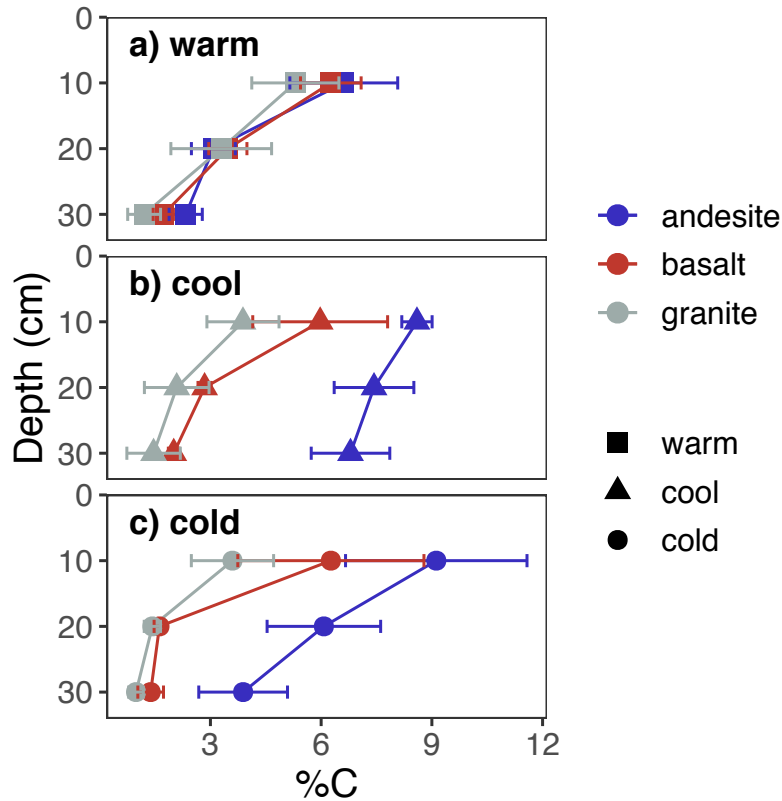 0
a) warm
10
20
30
0
b) cool
10
20
30
0
c) cold
10
20
30
3 6 9 12
%C
Depth (cm)
andesite
basalt
granite
warm
cool
cold